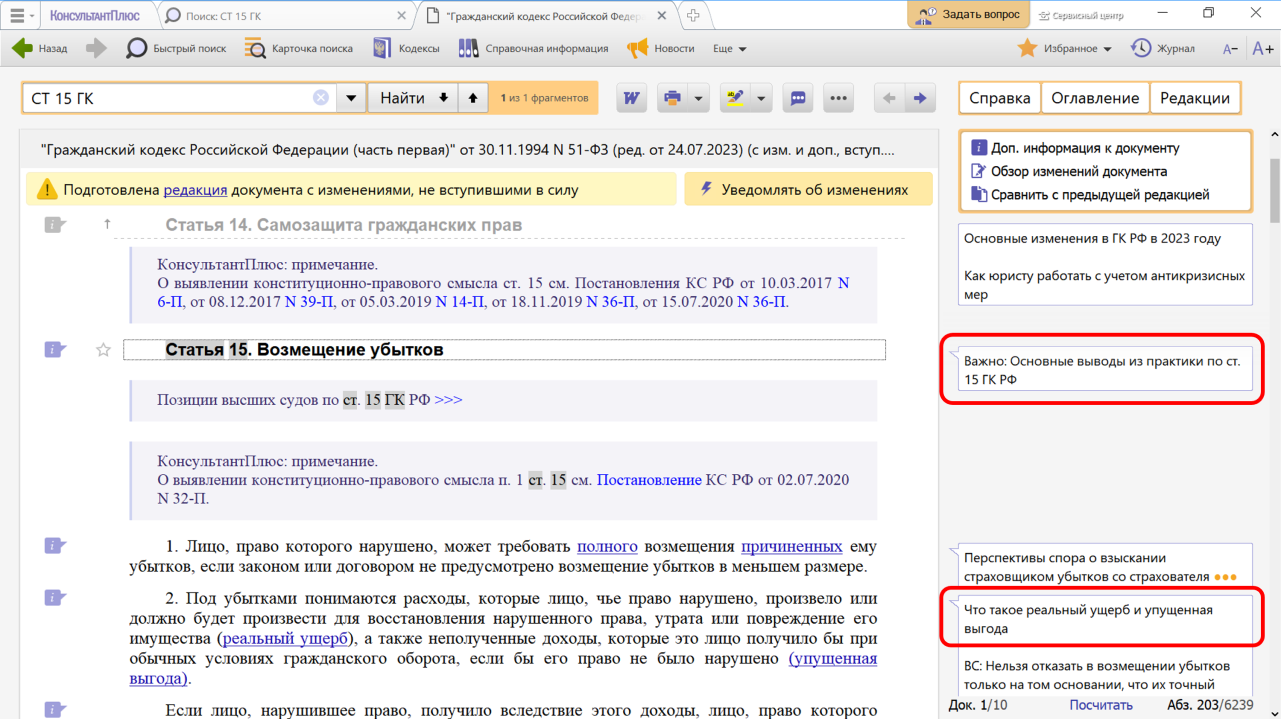 КонсультантПлюс
Поиск: СТ 15 ГК
"Гражданский кодекс Российской Федер
Задать вопрос
Сервисный центр
Назад
Быстрый поиск
Карточка поиска
Кодексы
Справочная информация
Новости
Еще
Избранное
Журнал
А−
А+
СТ 15 ГК
Найти
1 из 1 фрагментов
Справка
Оглавление
Редакции
"Гражданский кодекс Российской Федерации (часть первая)" от 30.11.1994 N 51-ФЗ (ред. от 24.07.2023) (с изм. и доп., вступ....
Подготовлена редакция документа с изменениями, не вступившими в силу
Уведомлять об изменениях
Статья 14. Самозащита гражданских прав
КонсультантПлюс: примечание.
О выявлении конституционно-правового смысла ст. 15 см. Постановления КС РФ от 10.03.2017 N
6-П, от 08.12.2017 N 39-П, от 05.03.2019 N 14-П, от 18.11.2019 N 36-П, от 15.07.2020 N 36-П.
Статья 15. Возмещение убытков
Позиции высших судов по ст. 15 ГК РФ >>>
КонсультантПлюс: примечание.
О выявлении конституционно-правового смысла п. 1 ст. 15 см. Постановление КС РФ от 02.07.2020
N 32-П.
1. Лицо, право которого нарушено, может требовать полного возмещения причиненных ему
убытков, если законом или договором не предусмотрено возмещение убытков в меньшем размере.
2. Под убытками понимаются расходы, которые лицо, чье право нарушено, произвело или
должно будет произвести для восстановления нарушенного права, утрата или повреждение его
имущества (реальный ущерб), а также неполученные доходы, которые это лицо получило бы при
обычных условиях гражданского оборота, если бы его право не было нарушено (упущенная
выгода).
Если лицо, нарушившее право, получило вследствие этого доходы, лицо, право которого
Доп. информация к документу
Обзор изменений документа
Сравнить с предыдущей редакцией
Основные изменения в ГК РФ в 2023 году
Как юристу работать с учетом антикризисных
мер
Важно: Основные выводы из практики по ст.
15 ГК РФ
Перспективы спора о взыскании
страховщиком убытков со страхователя
Что такое реальный ущерб и упущенная
выгода
ВС: Нельзя отказать в возмещении убытков
только на том основании, что их точный
Док. 1/10
Посчитать
Абз. 203/6239